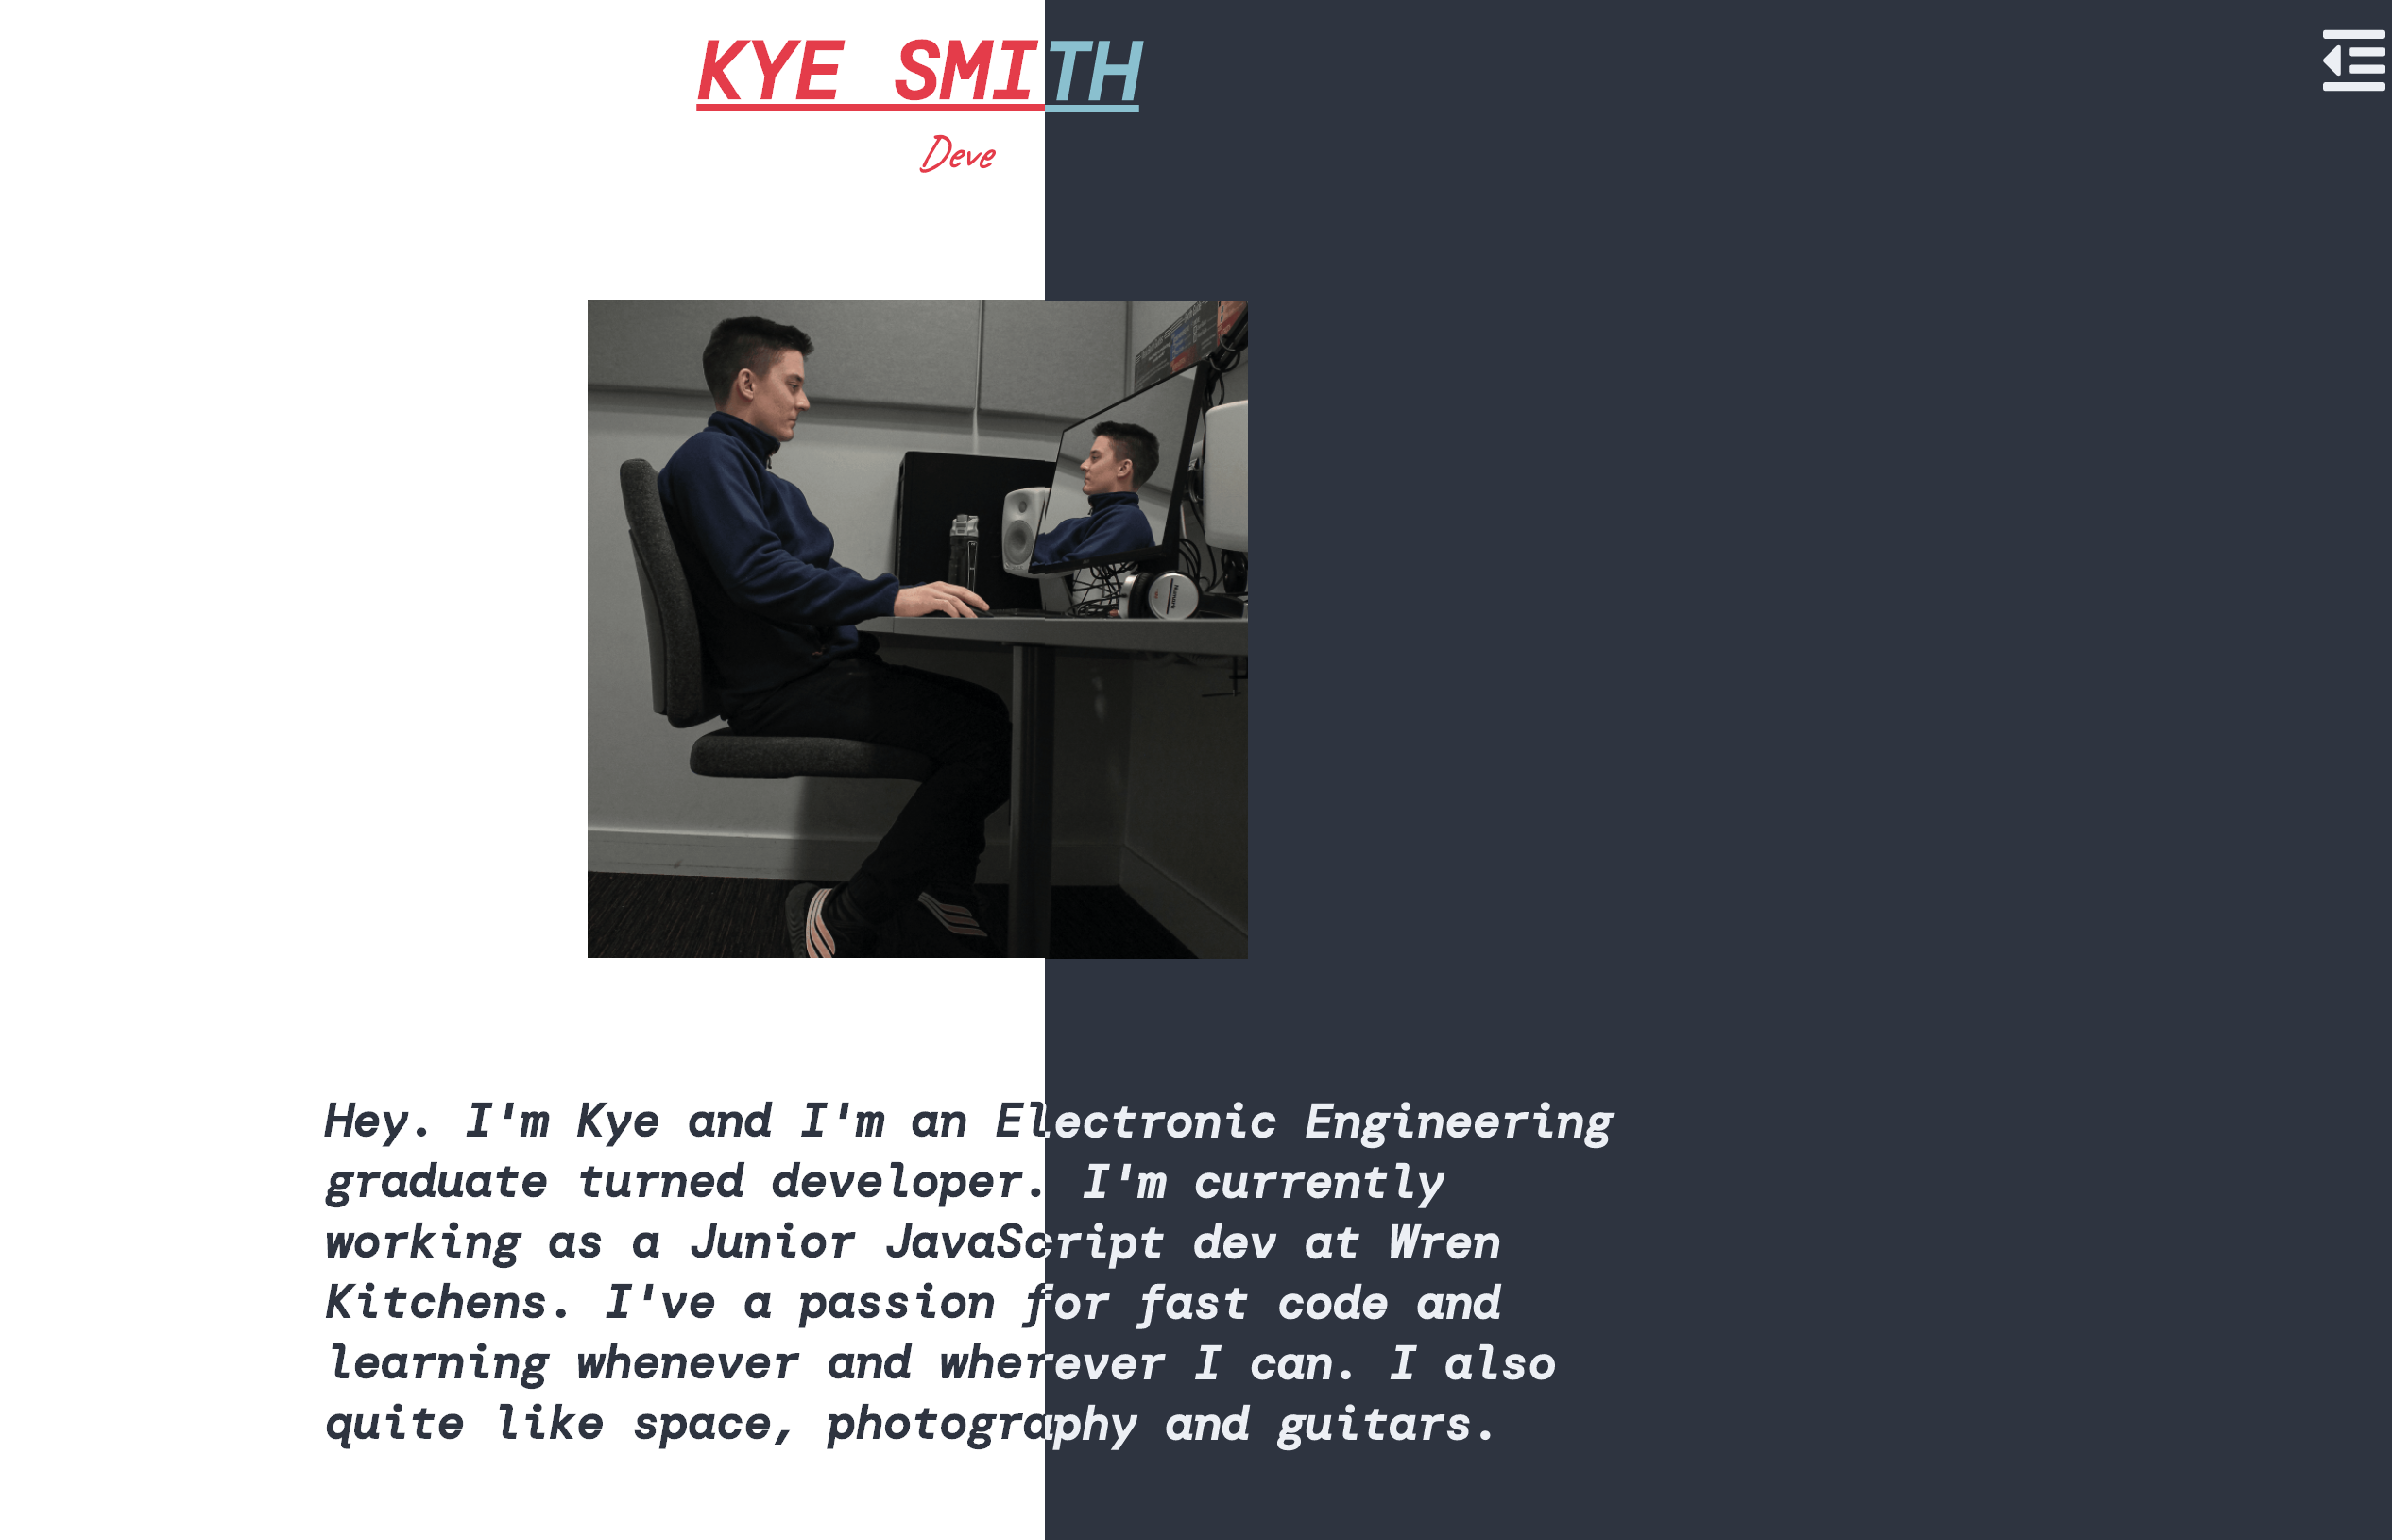 KYE SMITH
Deve
Hey. I'm Kye and I'm an Electronic Engineering
graduate turned developer. I'm currently
working as a Junior JavaScript dev at Wren
Kitchens. I've a passion for fast code and
learning whenever and wherever I can. I also
quite like space, photography and guitars.